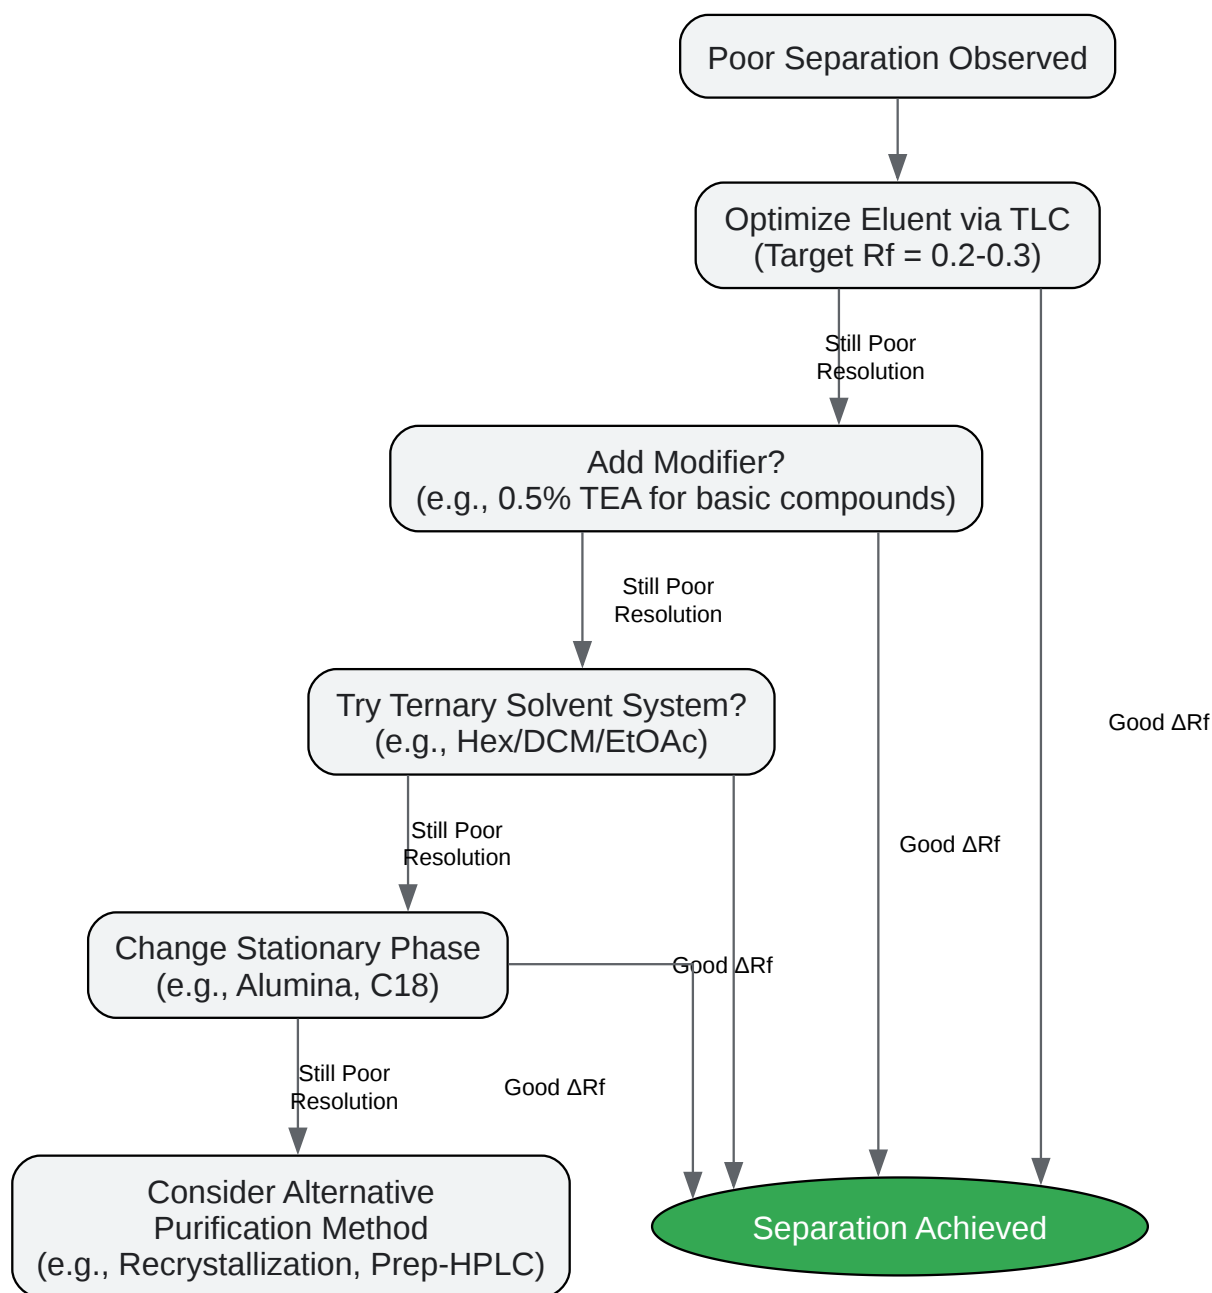 Poor Separation Observed
Optimize Eluent via TLC
(Target Rf = 0.2-0.3)
Still Poor
Resolution
Add Modifier?
(e.g., 0.5% TEA for basic compounds)
Still Poor
Resolution
Try Ternary Solvent System?
(e.g., Hex/DCM/EtOAc)
Good ΔRf
Still Poor
Resolution
Good ΔRf
Change Stationary Phase
(e.g., Alumina, C18)
Good ΔRf
Still Poor
Resolution
Good ΔRf
Consider Alternative
Purification Method
(e.g., Recrystallization, Prep-HPLC)
Separation Achieved